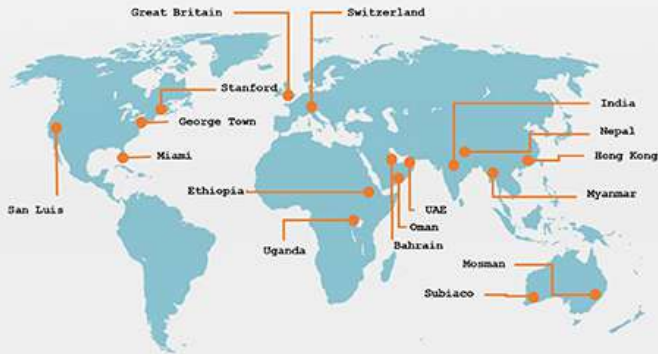 Great Britain
Switzerland
Stanford
India
George Town
Nepal
Miami
Hong Kong
Ethiopia
Myanmar
San Luis
UAE
Oman
Uganda
Bahrain
Mosman
Subiaco